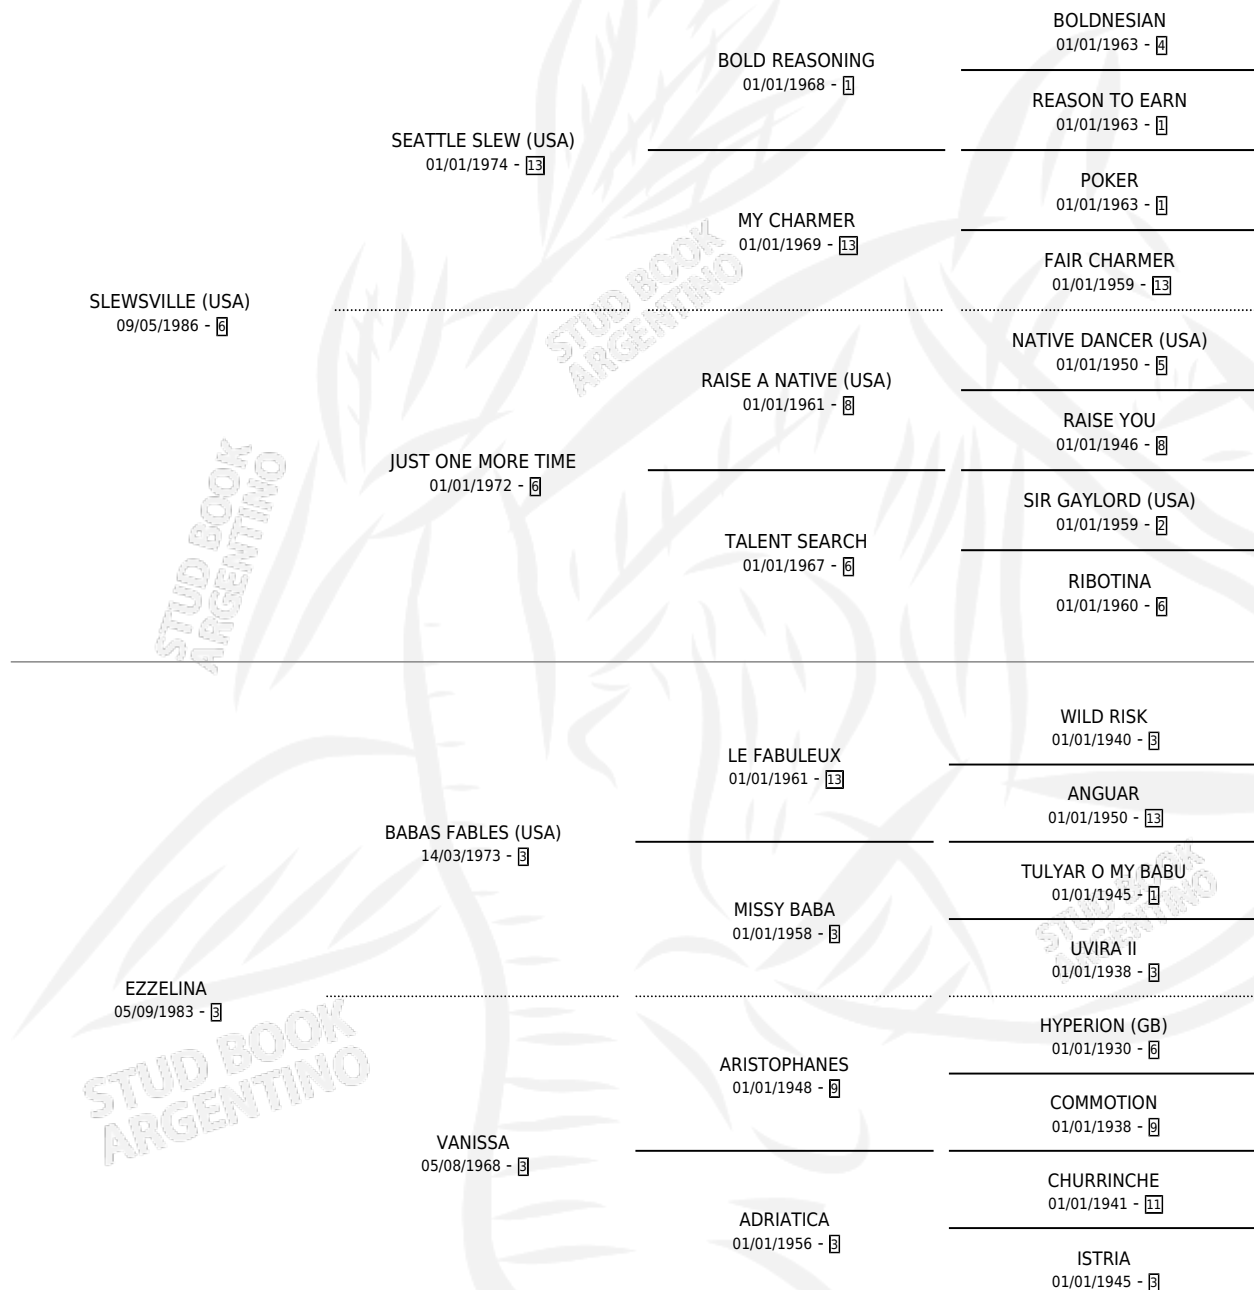 BOLDNESIAN
01/01/1963 - 4
BOLD REASONING
01/01/1968 - 1
REASON TO EARN
01/01/1963 - 1
SEATTLE SLEW (USA)
01/01/1974 - 13
POKER
01/01/1963 - 1
MY CHARMER
01/01/1969 - 13
FAIR CHARMER
01/01/1959 - 13
SLEWSVILLE (USA)
09/05/1986 - 6
NATIVE DANCER (USA)
01/01/1950 - 5
RAISE A NATIVE (USA)
01/01/1961 - 8
RAISE YOU
01/01/1946 - 8
JUST ONE MORE TIME
01/01/1972 - 6
SIR GAYLORD (USA)
01/01/1959 - 2
TALENT SEARCH
01/01/1967 - 6
RIBOTINA
01/01/1960 - 6
WILD RISK
01/01/1940 - 3
LE FABULEUX
01/01/1961 - 13
ANGUAR
01/01/1950 - 13
BABAS FABLES (USA)
14/03/1973 - 3
TULYAR O MY BABU
01/01/1945 - 1
MISSY BABA
01/01/1958 - 3
UVIRA II
01/01/1938 - 3
EZZELINA
05/09/1983 - 3
HYPERION (GB)
01/01/1930 - 6
ARISTOPHANES
01/01/1948 - 9
COMMOTION
01/01/1938 - 9
VANISSA
05/08/1968 - 3
CHURRINCHE
01/01/1941 - 11
ADRIATICA
01/01/1956 - 3
ISTRIA
01/01/1945 - 3
STUD BOOK
ARGENTINO
STUD BOOK
ARGENTINO
STUD BOOK
ARGENTINO
STUD BOOK
ARGENTINO